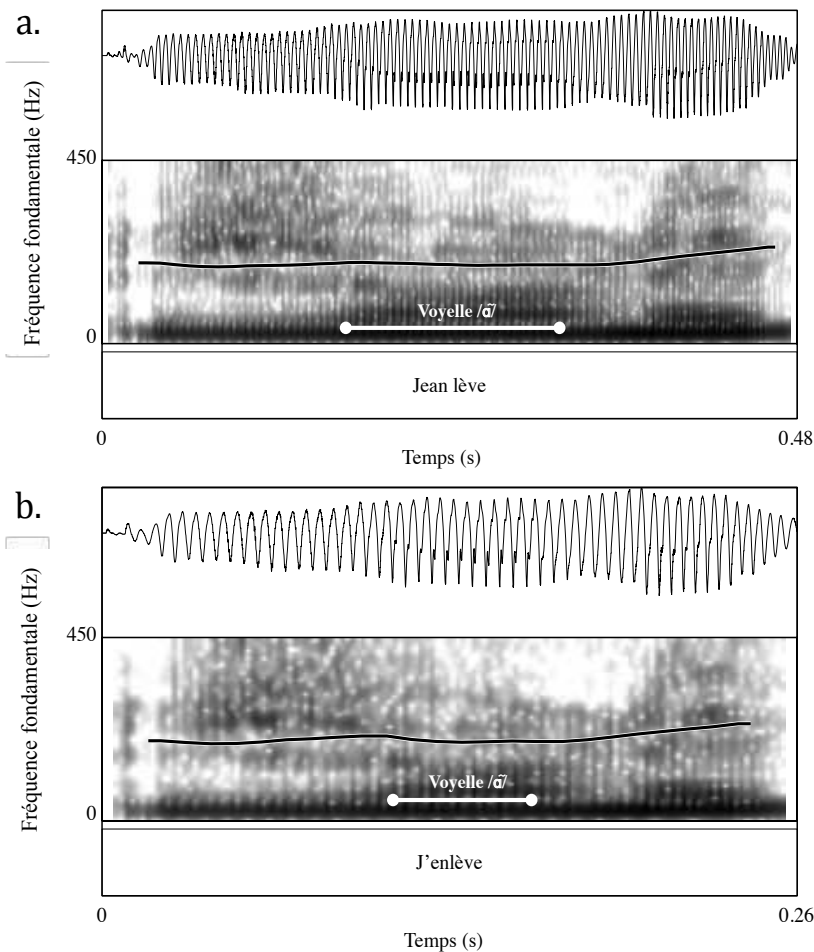 a.
Fréquence fondamentale (Hz)
450
Voyelle /ɑ̃/
0
Jean lève
0
0.48
Temps (s)
b.
Fréquence fondamentale (Hz)
450
Voyelle /ɑ̃/
0
J’enlève
0
0.26
Temps (s)